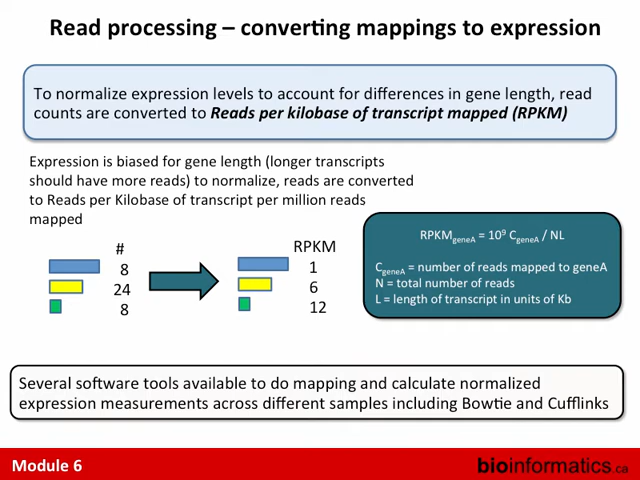 Read processing – converting mappings to expression
To normalize expression levels to account for differences in gene length, read
counts are converted to Reads per kilobase of transcript mapped (RPKM)
Expression is biased for gene length (longer transcripts
should have more reads) to normalize, reads are converted
to Reads per Kilobase of transcript per million reads
mapped
#
8
24
8
RPKM
1
6
12
RPKMgeneA = 10⁹ CgeneA / NL
CgeneA = number of reads mapped to geneA
N = total number of reads
L = length of transcript in units of Kb
Several software tools available to do mapping and calculate normalized
expression measurements across different samples including Bowtie and Cufflinks
Module 6
bioinformatics.ca